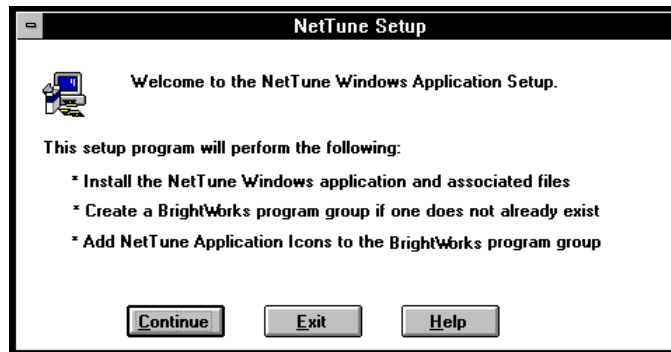 NetTune Setup
Welcome to the NetTune Windows Application Setup.
This setup program will perform the following:
* Install the NetTune Windows application and associated files
* Create a BrightWorks program group if one does not already exist
* Add NetTune Application Icons to the BrightWorks program group
Continue Exit Help